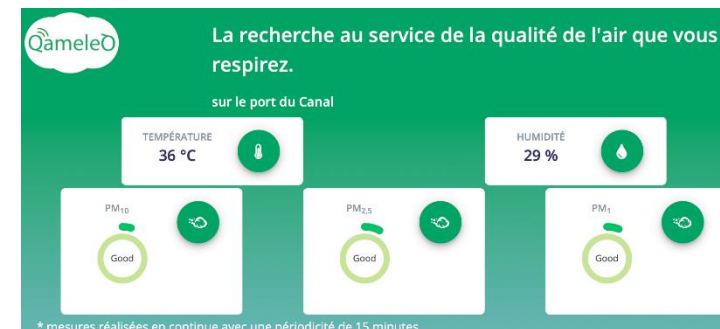 QameleO
La recherche au service de la qualité de l'air que vous
respirez.
sur le port du Canal
TEMPÉRATURE
36 °C
HUMIDITÉ
29 %
PM₁₀
Good
PM₂,₅
Good
PM₁
Good
* mesures réalisées en continue avec une périodicité de 15 minutes